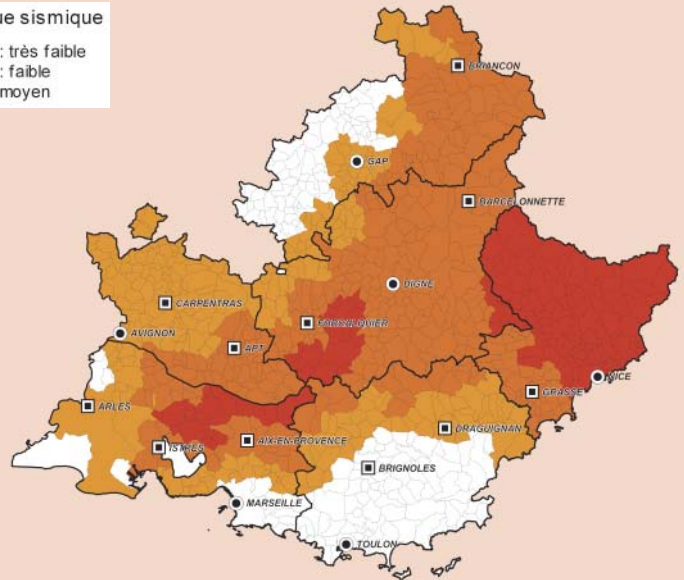 ue sismique
: très faible
: faible
moyen
BRIANCON
GAP
BARCELONNETTE
DIGNE
CARPENTRAS
FORCALQUIER
AVIGNON
APT
NICE
GRASSE
ARLES
DRAGUIGNAN
ISTRES
AIX-EN-PROVENCE
BRIGNOLES
MARSEILLE
TOULON